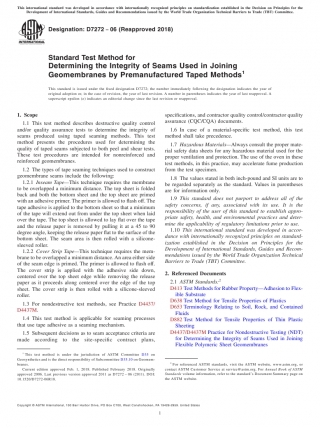 This international standard was developed in accordance with internationally recognized principles on standardization established in the Decision on Principles for the
Development of International Standards, Guides and Recommendations issued by the World Trade Organization Technical Barriers to Trade (TBT) Committee.
Designation: D7272 − 06 (Reapproved 2018)
Standard Test Method for
Determining the Integrity of Seams Used in Joining
Geomembranes by Premanufactured Taped Methods1
This standard is issued under the fixed designation D7272; the number immediately following the designation indicates the year of
original adoption or, in the case of revision, the year of last revision. A number in parentheses indicates the year of last reapproval. A
superscript epsilon (ε) indicates an editorial change since the last revision or reapproval.
1. Scope
1.1 This test method describes destructive quality control
and/or quality assurance tests to determine the integrity of
seams produced using taped seaming methods. This test
method presents the procedures used for determining the
quality of taped seams subjected to both peel and shear tests.
These test procedures are intended for nonreinforced and
reinforced geomembranes.
1.2 The types of tape seaming techniques used to construct
geomembrane seams include the following:
1.2.1 Inseam Tape—This technique requires the membrane
to be overlapped a minimum distance. The top sheet is folded
back and both the bottom sheet and the top sheet are primed
with an adhesive primer. The primer is allowed to flash off. The
tape adhesive is applied to the bottom sheet so that a minimum
of the tape will extend out from under the top sheet when laid
over the tape. The top sheet is allowed to lay flat over the tape
and the release paper is removed by pulling it at a 45 to 90
degree angle, keeping the release paper flat to the surface of the
bottom sheet. The seam area is then rolled with a silicone-
sleeved roller.
1.2.2 Cover Strip Tape—This technique requires the mem-
brane to be overlapped a minimum distance. An area either side
of the seam edge is primed. The primer is allowed to flash off.
The cover strip is applied with the adhesive side down,
centered over the top sheet edge while removing the release
paper as it proceeds along centered over the edge of the top
sheet. The cover strip is then rolled with a silicone-sleeved
roller.
1.3 For nondestructive test methods, see Practice D4437/
D4437M.
1.4 This test method is applicable for seaming processes
that use tape adhesive as a seaming mechanism.
1.5 Subsequent decisions as to seam acceptance criteria are
made according to the site-specific contract plans,
1 This test method is under the jurisdiction of ASTM Committee D35 on
Geosynthetics and is the direct responsibility of Subcommittee D35.10 on Geomem-
branes.
Current edition approved Feb. 1, 2018. Published February 2018. Originally
approved 2006. Last previous version approved 2011 as D7272 – 06 (2011). DOI:
10.1520/D7272-06R18.
specifications, and contractor quality control/contractor quality
assurance (CQC/CQA) documents.
1.6 In case of a material-specific test method, this test
method shall take precedence.
1.7 Hazardous Materials—Always consult the proper mate-
rial safety data sheets for any hazardous material used for the
proper ventilation and protection. The use of the oven in these
test methods, in this practice, may accelerate fume production
from the test specimen.
1.8 The values stated in both inch-pound and SI units are to
be regarded separately as the standard. Values in parentheses
are for information only.
1.9 This standard does not purport to address all of the
safety concerns, if any, associated with its use. It is the
responsibility of the user of this standard to establish appro-
priate safety, health, and environmental practices and deter-
mine the applicability of regulatory limitations prior to use.
1.10 This international standard was developed in accor-
dance with internationally recognized principles on standard-
ization established in the Decision on Principles for the
Development of International Standards, Guides and Recom-
mendations issued by the World Trade Organization Technical
Barriers to Trade (TBT) Committee.
2. Referenced Documents
2.1 ASTM Standards:2
D413 Test Methods for Rubber Property—Adhesion to Flex-
ible Substrate
D638 Test Method for Tensile Properties of Plastics
D653 Terminology Relating to Soil, Rock, and Contained
Fluids
D882 Test Method for Tensile Properties of Thin Plastic
Sheeting
D4437/D4437M Practice for Nondestructive Testing (NDT)
for Determining the Integrity of Seams Used in Joining
Flexible Polymeric Sheet Geomembranes
2 For referenced ASTM standards, visit the ASTM website, www.astm.org, or
contact ASTM Customer Service at service@astm.org. For Annual Book of ASTM
Standards volume information, refer to the standard's Document Summary page on
the ASTM website.
Copyright © ASTM International, 100 Barr Harbor Drive, PO Box C700, West Conshohocken, PA 19428-2959. United States
1